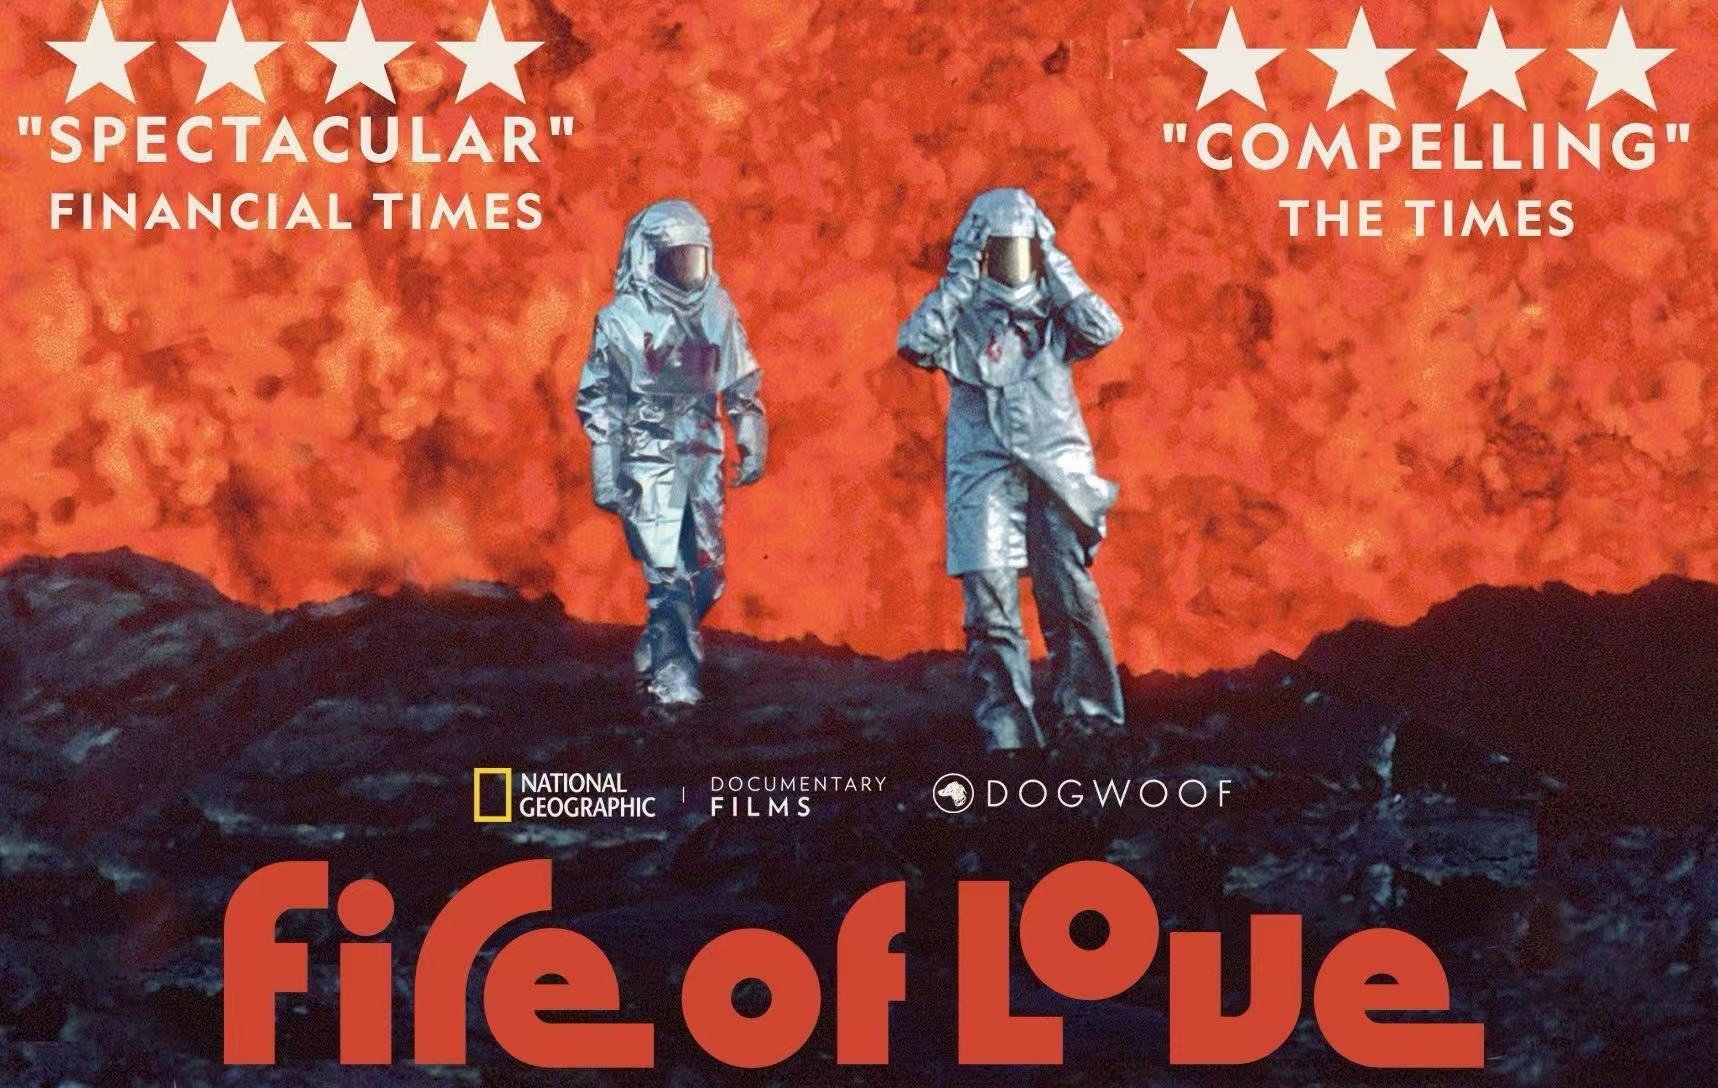 "SPECTACULAR"
FINANCIAL TIMES
"COMPELLING"
THE TIMES
NATIONAL
GEOGRAPHIC
DOCUMENTARY
FILMS
DOGWOOF
fire of Love